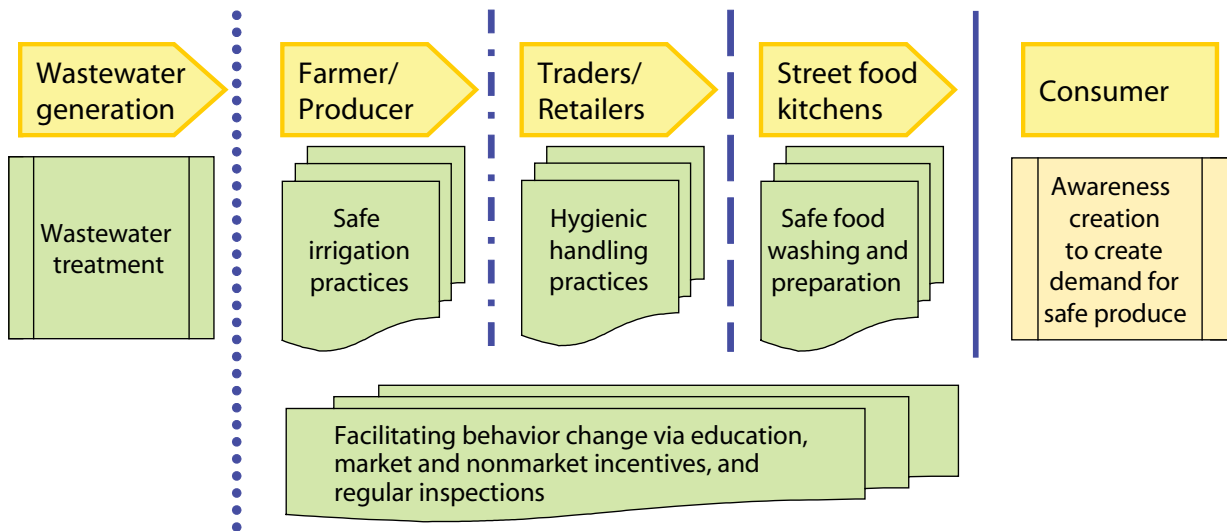 Wastewater
generation
Farmer/
Producer
Traders/
Retailers
Street food
kitchens
Consumer
Wastewater
treatment
Safe
irrigation
practices
Hygienic
handling
practices
Safe food
washing and
preparation
Awareness
creation
to create
demand for
safe produce
Facilitating behavior change via education,
market and nonmarket incentives, and
regular inspections